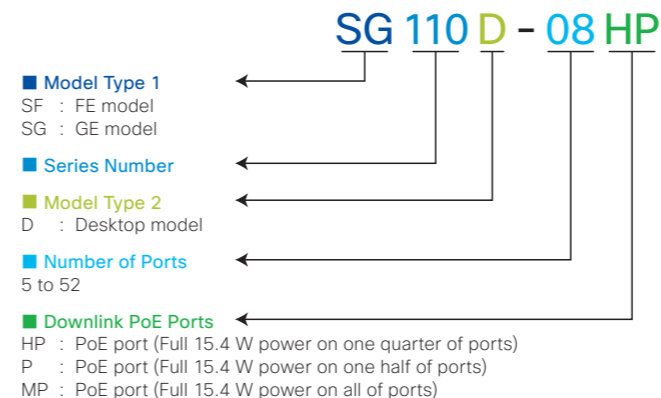 SG 110 D - 08 HP
Model Type 1
SF : FE model
SG : GE model
Series Number
Model Type 2
D : Desktop model
Number of Ports
5 to 52
Downlink PoE Ports
HP : PoE port (Full 15.4 W power on one quarter of ports)
P : PoE port (Full 15.4 W power on one half of ports)
MP : PoE port (Full 15.4 W power on all of ports)